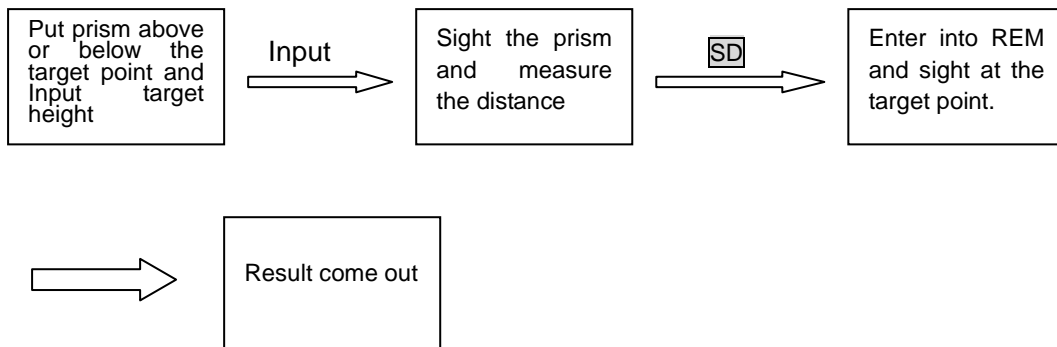 Put prism above
or below the
target point and
Input target
height
Input
Sight the prism
and measure
the distance
SD
Enter into REM
and sight at the
target point.
Result come out